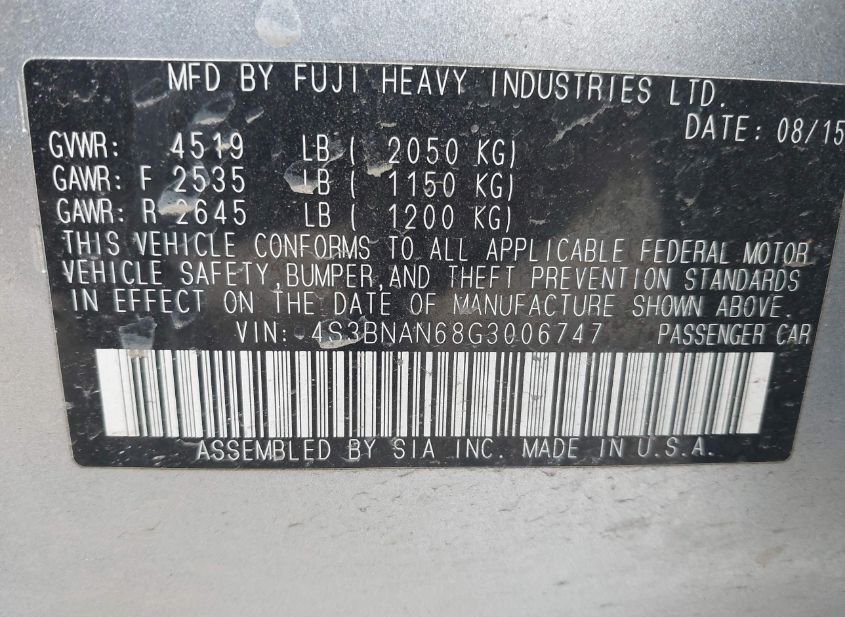 MFD BY FUJI HEAVY INDUSTRIES LTD.
DATE: 08/15
GVWR: 4519 LB ( 2050 KG)
GAWR: F 2535 LB ( 1150 KG)
GAWR: R 2645 LB ( 1200 KG)
THIS VEHICLE CONFORMS TO ALL APPLICABLE FEDERAL MOTOR
VEHICLE SAFETY,BUMPER,AND THEFT PREVENTION STANDARDS
IN EFFECT ON THE DATE OF MANUFACTURE SHOWN ABOVE.
VIN: 4S3BNAN68G3006747 PASSENGER CAR
ASSEMBLED BY SIA INC. MADE IN U.S.A.